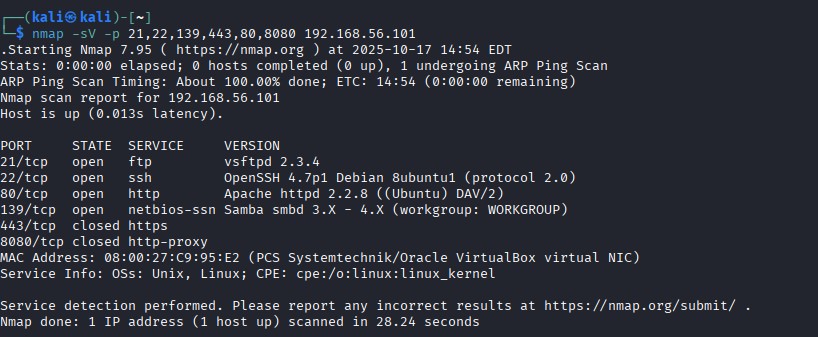 ┌──(kali㉿kali)-[~]
└─$ nmap -sV -p 21,22,139,443,80,8080 192.168.56.101
.Starting Nmap 7.95 ( https://nmap.org ) at 2025-10-17 14:54 EDT
Stats: 0:00:00 elapsed; 0 hosts completed (0 up), 1 undergoing ARP Ping Scan
ARP Ping Scan Timing: About 100.00% done; ETC: 14:54 (0:00:00 remaining)
Nmap scan report for 192.168.56.101
Host is up (0.013s latency).
PORT     STATE  SERVICE     VERSION
21/tcp   open   ftp         vsftpd 2.3.4
22/tcp   open   ssh         OpenSSH 4.7p1 Debian 8ubuntu1 (protocol 2.0)
80/tcp   open   http        Apache httpd 2.2.8 ((Ubuntu) DAV/2)
139/tcp  open   netbios-ssn Samba smbd 3.X - 4.X (workgroup: WORKGROUP)
443/tcp  closed https
8080/tcp closed http-proxy
MAC Address: 08:00:27:C9:95:E2 (PCS Systemtechnik/Oracle VirtualBox virtual NIC)
Service Info: OSs: Unix, Linux; CPE: cpe:/o:linux:linux_kernel
Service detection performed. Please report any incorrect results at https://nmap.org/submit/ .
Nmap done: 1 IP address (1 host up) scanned in 28.24 seconds